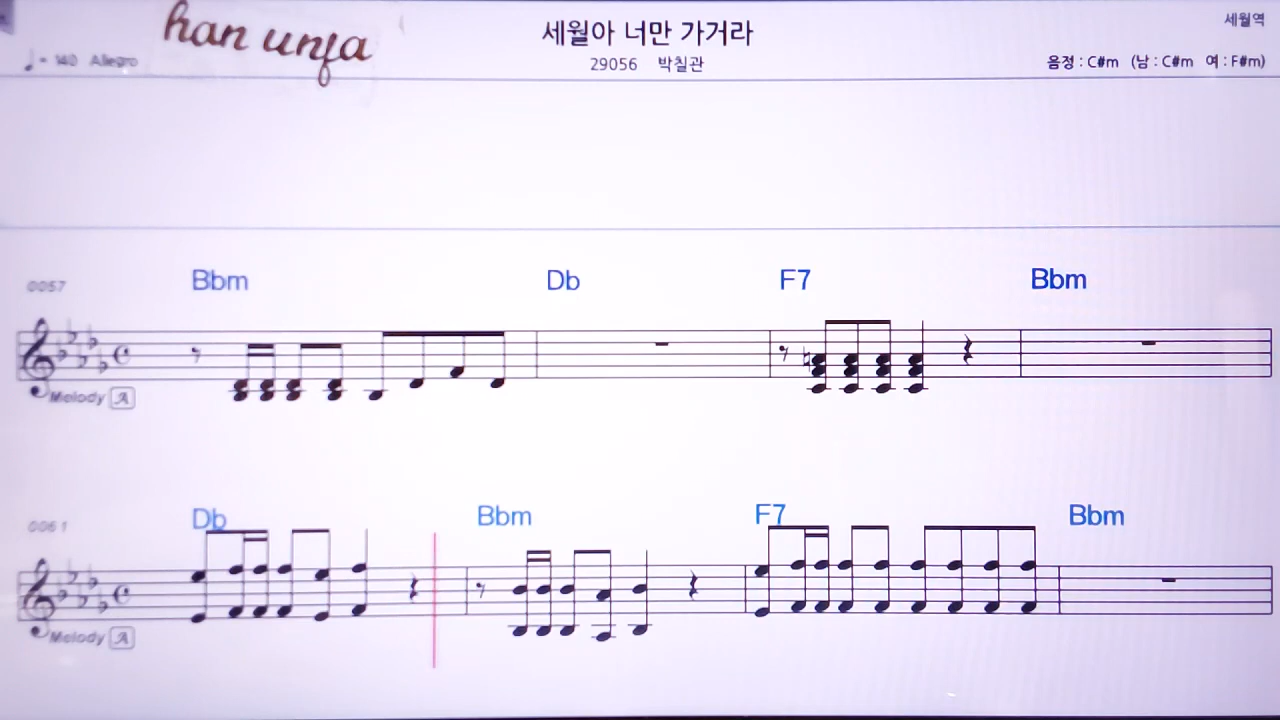 han unja
세월아 너만 가거라
세월역
♩= 140 Allegro
29056 박칠관
음정 : C#m (남 : C#m 여 : F#m)
Bbm Db F7 Bbm
0057
Melody A
Db Bbm F7 Bbm
0061
Melody A